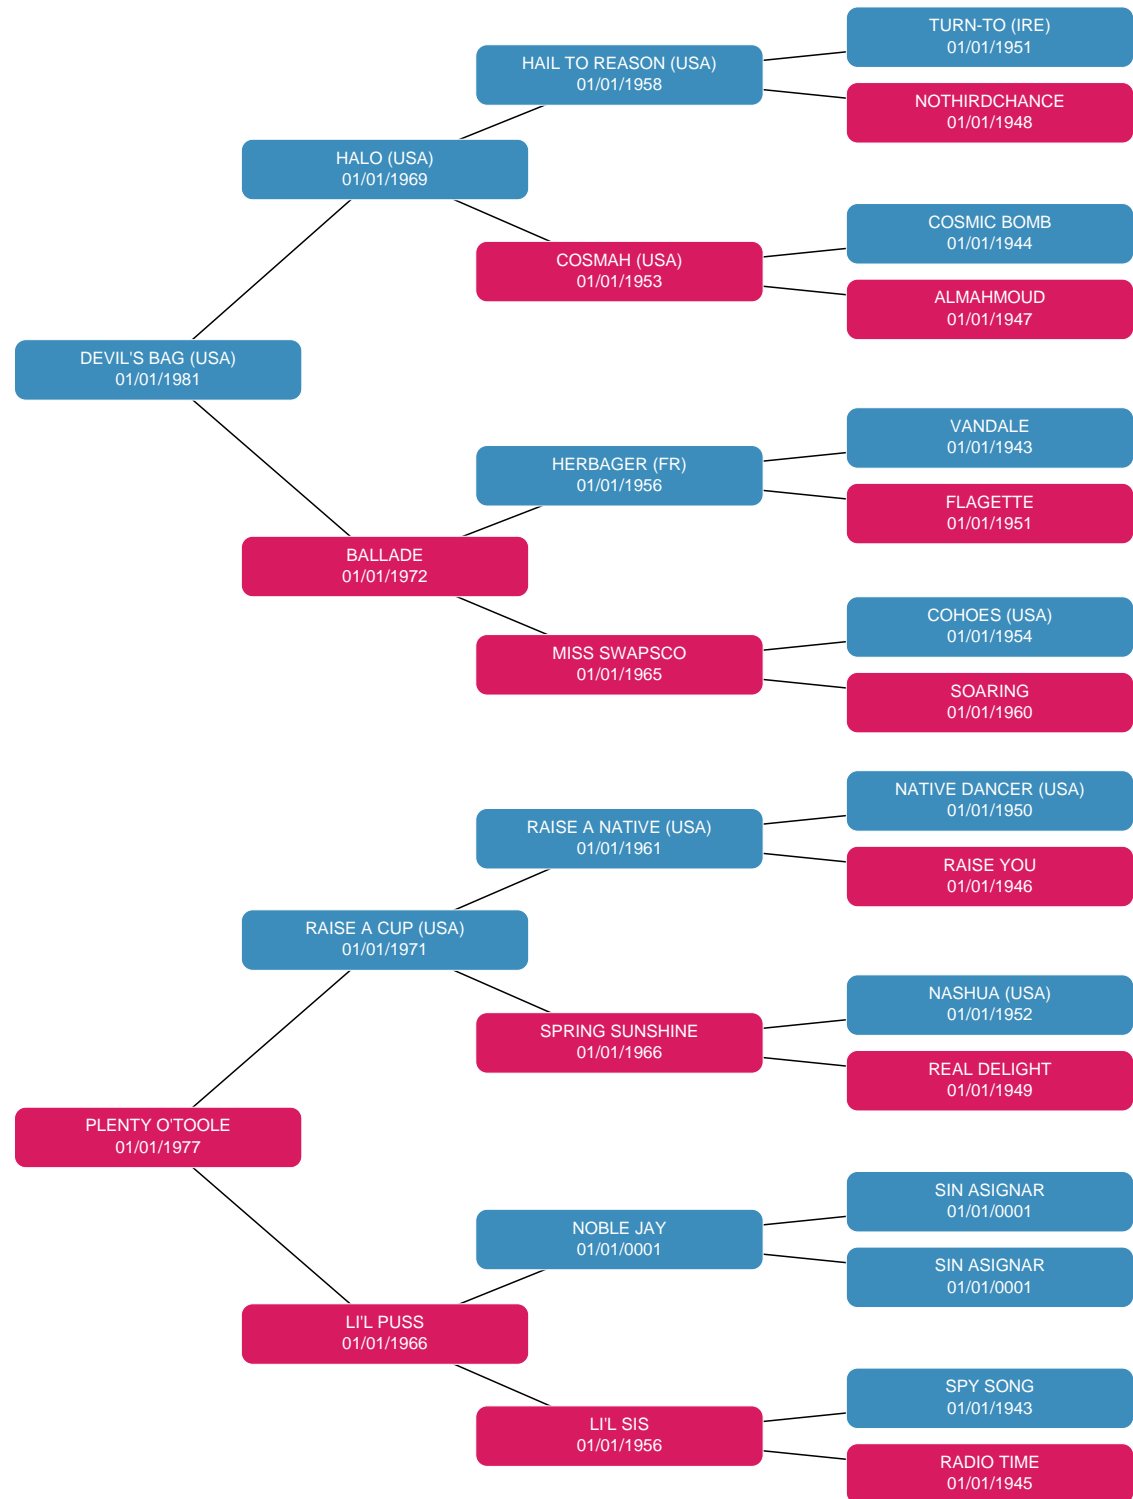 TURN-TO (IRE)
01/01/1951
HAIL TO REASON (USA)
01/01/1958
NOTHIRDCHANCE
01/01/1948
HALO (USA)
01/01/1969
COSMIC BOMB
01/01/1944
COSMAH (USA)
01/01/1953
ALMAHMOUD
01/01/1947
DEVIL'S BAG (USA)
01/01/1981
VANDALE
01/01/1943
HERBAGER (FR)
01/01/1956
FLAGETTE
01/01/1951
BALLADE
01/01/1972
COHOES (USA)
01/01/1954
MISS SWAPSCO
01/01/1965
SOARING
01/01/1960
NATIVE DANCER (USA)
01/01/1950
RAISE A NATIVE (USA)
01/01/1961
RAISE YOU
01/01/1946
RAISE A CUP (USA)
01/01/1971
NASHUA (USA)
01/01/1952
SPRING SUNSHINE
01/01/1966
REAL DELIGHT
01/01/1949
PLENTY O'TOOLE
01/01/1977
SIN ASIGNAR
01/01/0001
NOBLE JAY
01/01/0001
SIN ASIGNAR
01/01/0001
LI'L PUSS
01/01/1966
SPY SONG
01/01/1943
LI'L SIS
01/01/1956
RADIO TIME
01/01/1945